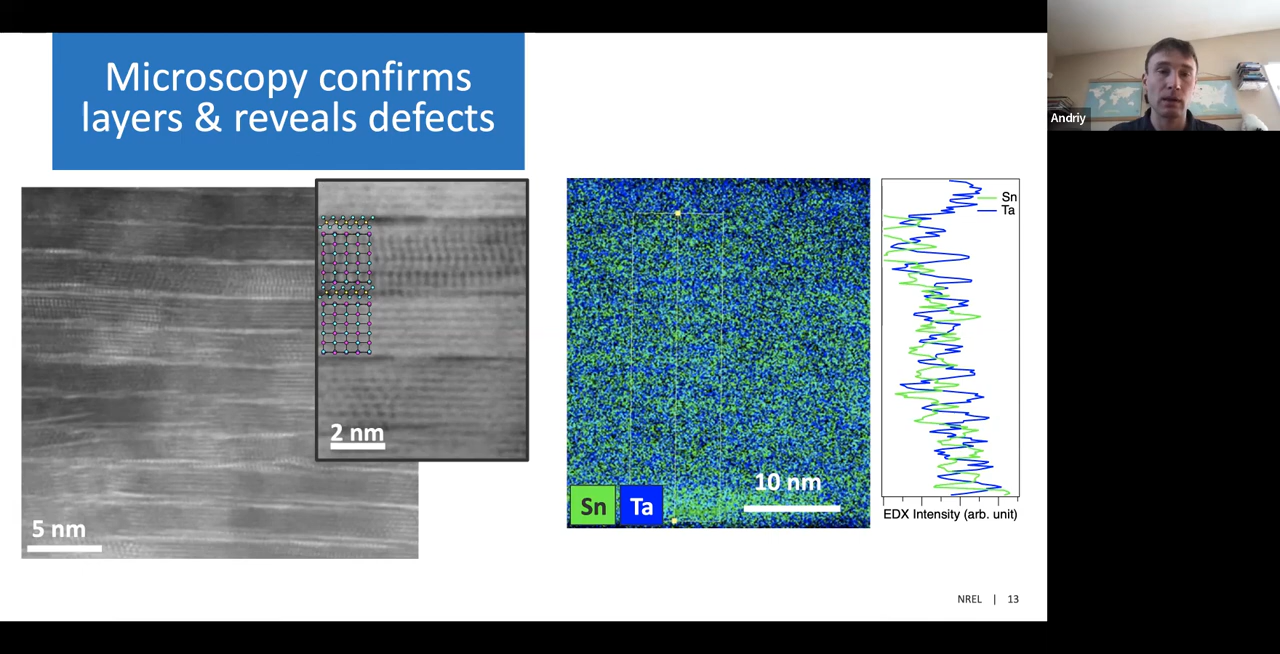 Microscopy confirms
layers & reveals defects
Andriy
2 nm
5 nm
Sn Ta
10 nm
Sn
Ta
EDX Intensity (arb. unit)
NREL | 13